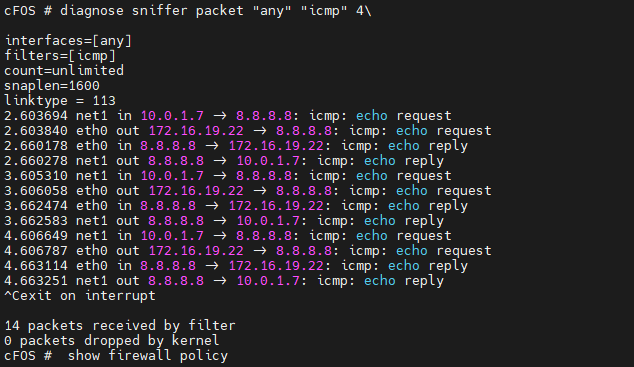 cFOS # diagnose sniffer packet "any" "icmp" 4\
interfaces=[any]
filters=[icmp]
count=unlimited
snaplen=1600
linktype = 113
2.603694 net1 in 10.0.1.7 → 8.8.8.8: icmp: echo request
2.603840 eth0 out 172.16.19.22 → 8.8.8.8: icmp: echo request
2.660178 eth0 in 8.8.8.8 → 172.16.19.22: icmp: echo reply
2.660278 net1 out 8.8.8.8 → 10.0.1.7: icmp: echo reply
3.605310 net1 in 10.0.1.7 → 8.8.8.8: icmp: echo request
3.606058 eth0 out 172.16.19.22 → 8.8.8.8: icmp: echo request
3.662474 eth0 in 8.8.8.8 → 172.16.19.22: icmp: echo reply
3.662583 net1 out 8.8.8.8 → 10.0.1.7: icmp: echo reply
4.606649 net1 in 10.0.1.7 → 8.8.8.8: icmp: echo request
4.606787 eth0 out 172.16.19.22 → 8.8.8.8: icmp: echo request
4.663114 eth0 in 8.8.8.8 → 172.16.19.22: icmp: echo reply
4.663251 net1 out 8.8.8.8 → 10.0.1.7: icmp: echo reply
^Cexit on interrupt
14 packets received by filter
0 packets dropped by kernel
cFOS #  show firewall policy